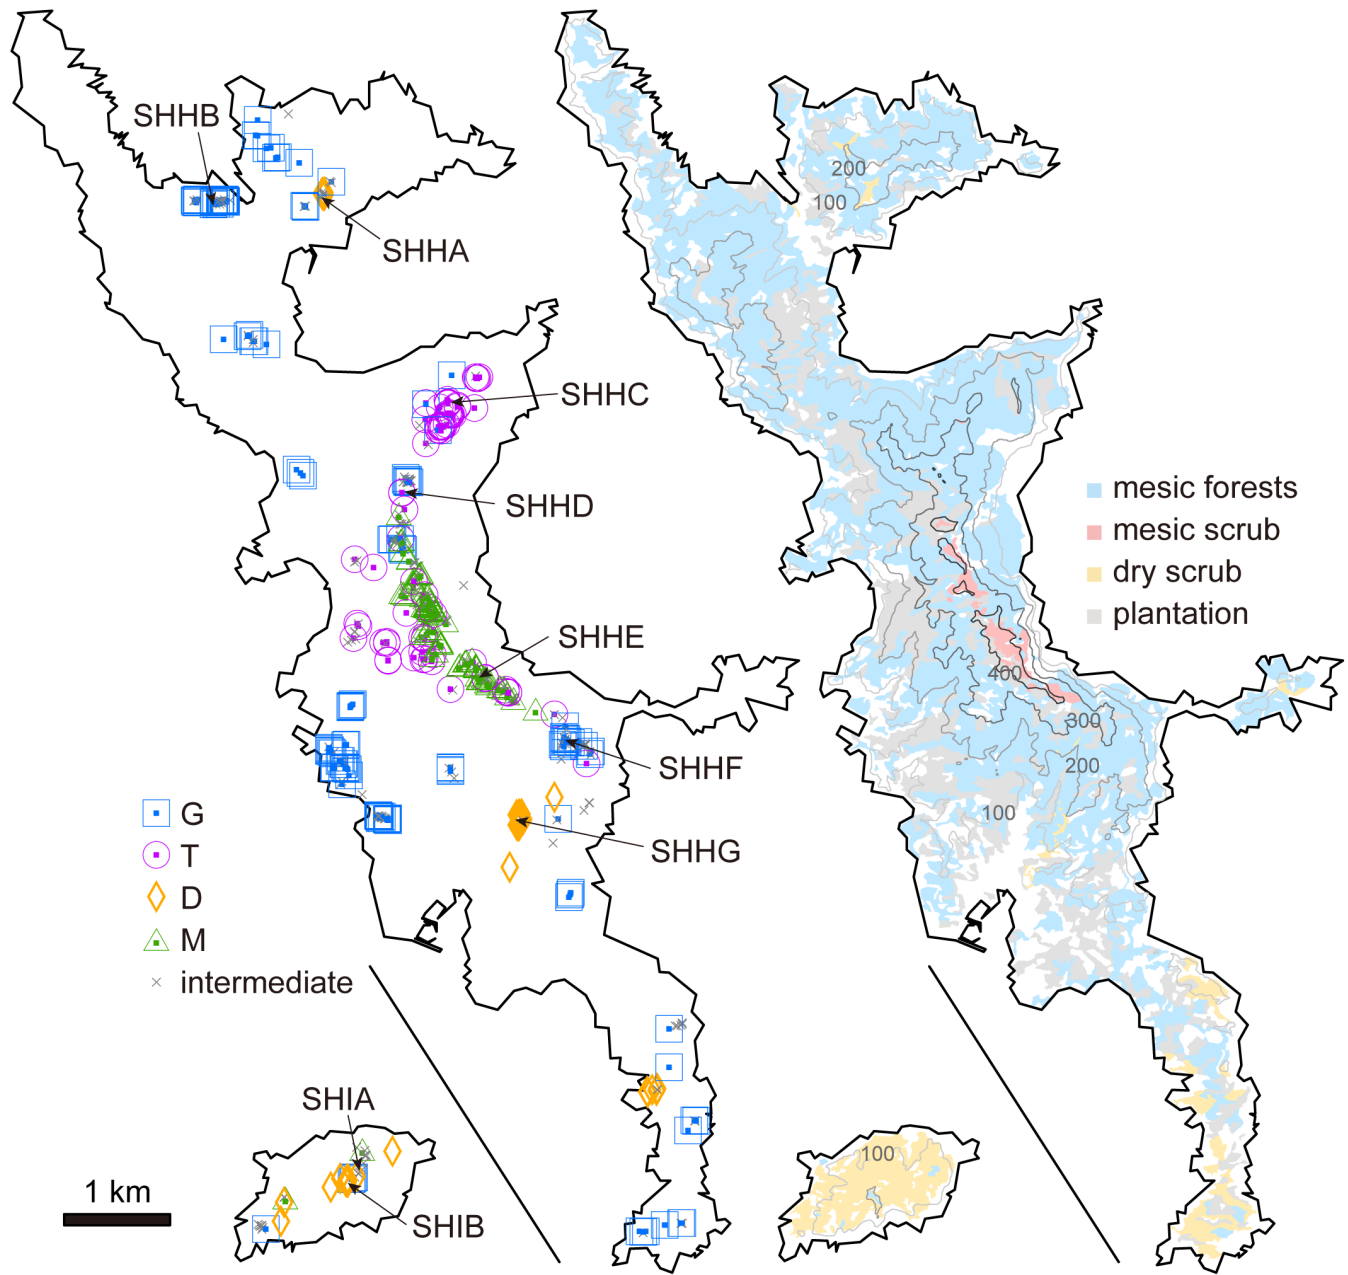 SHHB
SHHA
200
100
SHHC
SHHD
mesic forests
mesic scrub
dry scrub
plantation
SHHE
400
300
SHHF
200
G
100
T
SHHG
D
M
intermediate
SHIA
100
1 km
SHIB